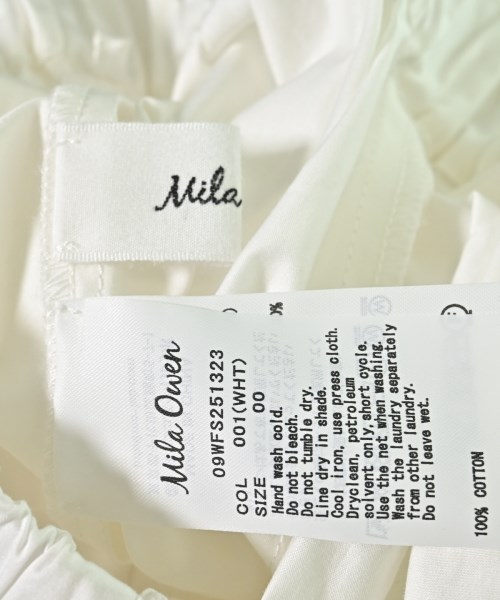 Mila
Mila Owen
09WFS251323
COL 001(WHT)
SIZE 00
Hand wash cold.
Do not bleach.
Do not tumble dry.
Line dry in shade.
Cool iron, use press cloth.
Dryclean, petroleum
solvent only, short cycle.
Use the net when washing.
Wash the laundry separately
from other laundry.
Do not leave wet.
100% COTTON